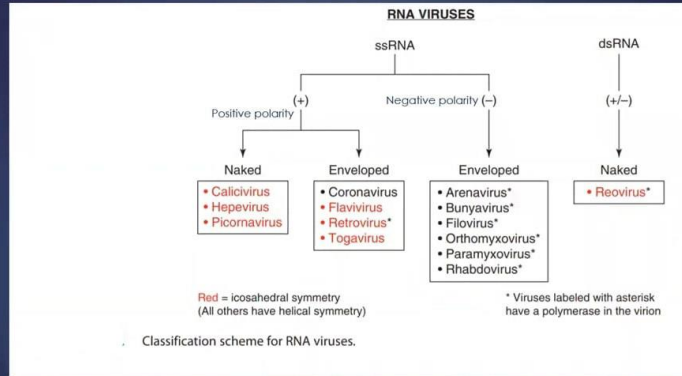 RNA VIRUSES
ssRNA
dsRNA
(+)
Positive polarity
Negative polarity (–)
(+/–)
Naked
Enveloped
Enveloped
Naked
• Calicivirus
• Hepevirus
• Picornavirus
• Coronavirus
• Flavivirus
• Retrovirus*
• Togavirus
• Arenavirus*
• Bunyavirus*
• Filovirus*
• Orthomyxovirus*
• Paramyxovirus*
• Rhabdovirus*
• Reovirus*
Red = icosahedral symmetry
(All others have helical symmetry)
* Viruses labeled with asterisk
have a polymerase in the virion
Classification scheme for RNA viruses.